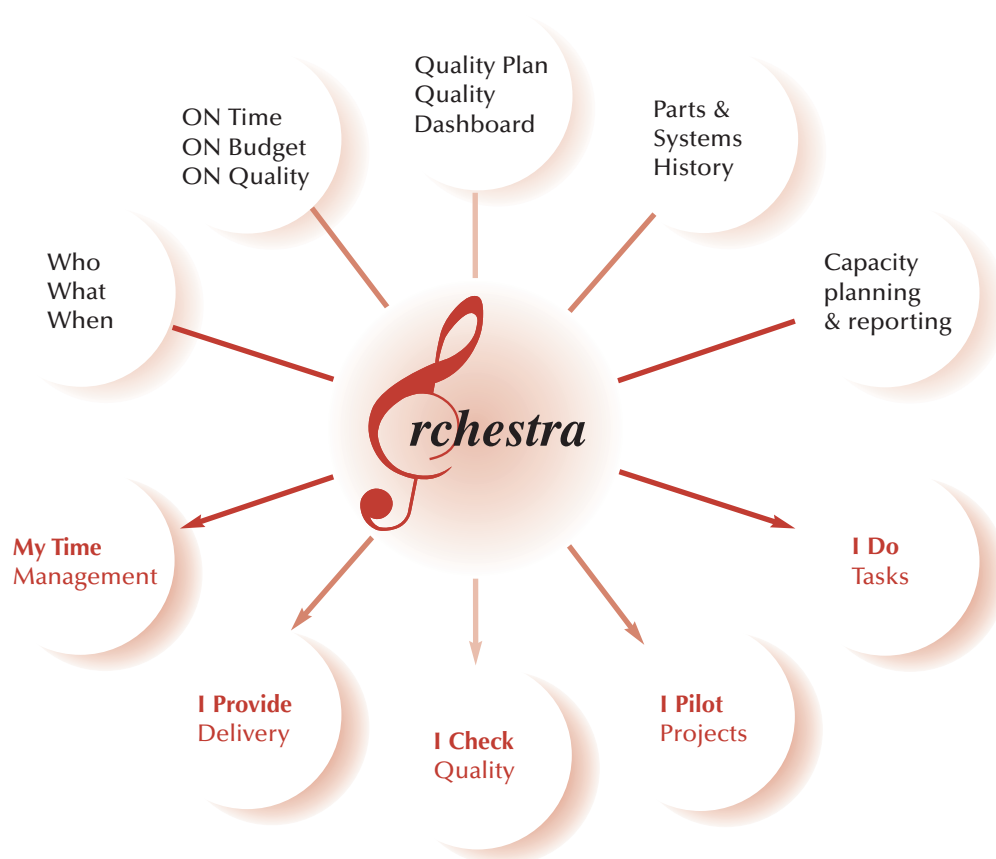 Quality Plan
Quality
Dashboard
ON Time
ON Budget
ON Quality
Parts &
Systems
History
Who
What
When
Capacity
planning
& reporting
rchestra
My Time
Management
I Do
Tasks
I Provide
Delivery
I Check
Quality
I Pilot
Projects